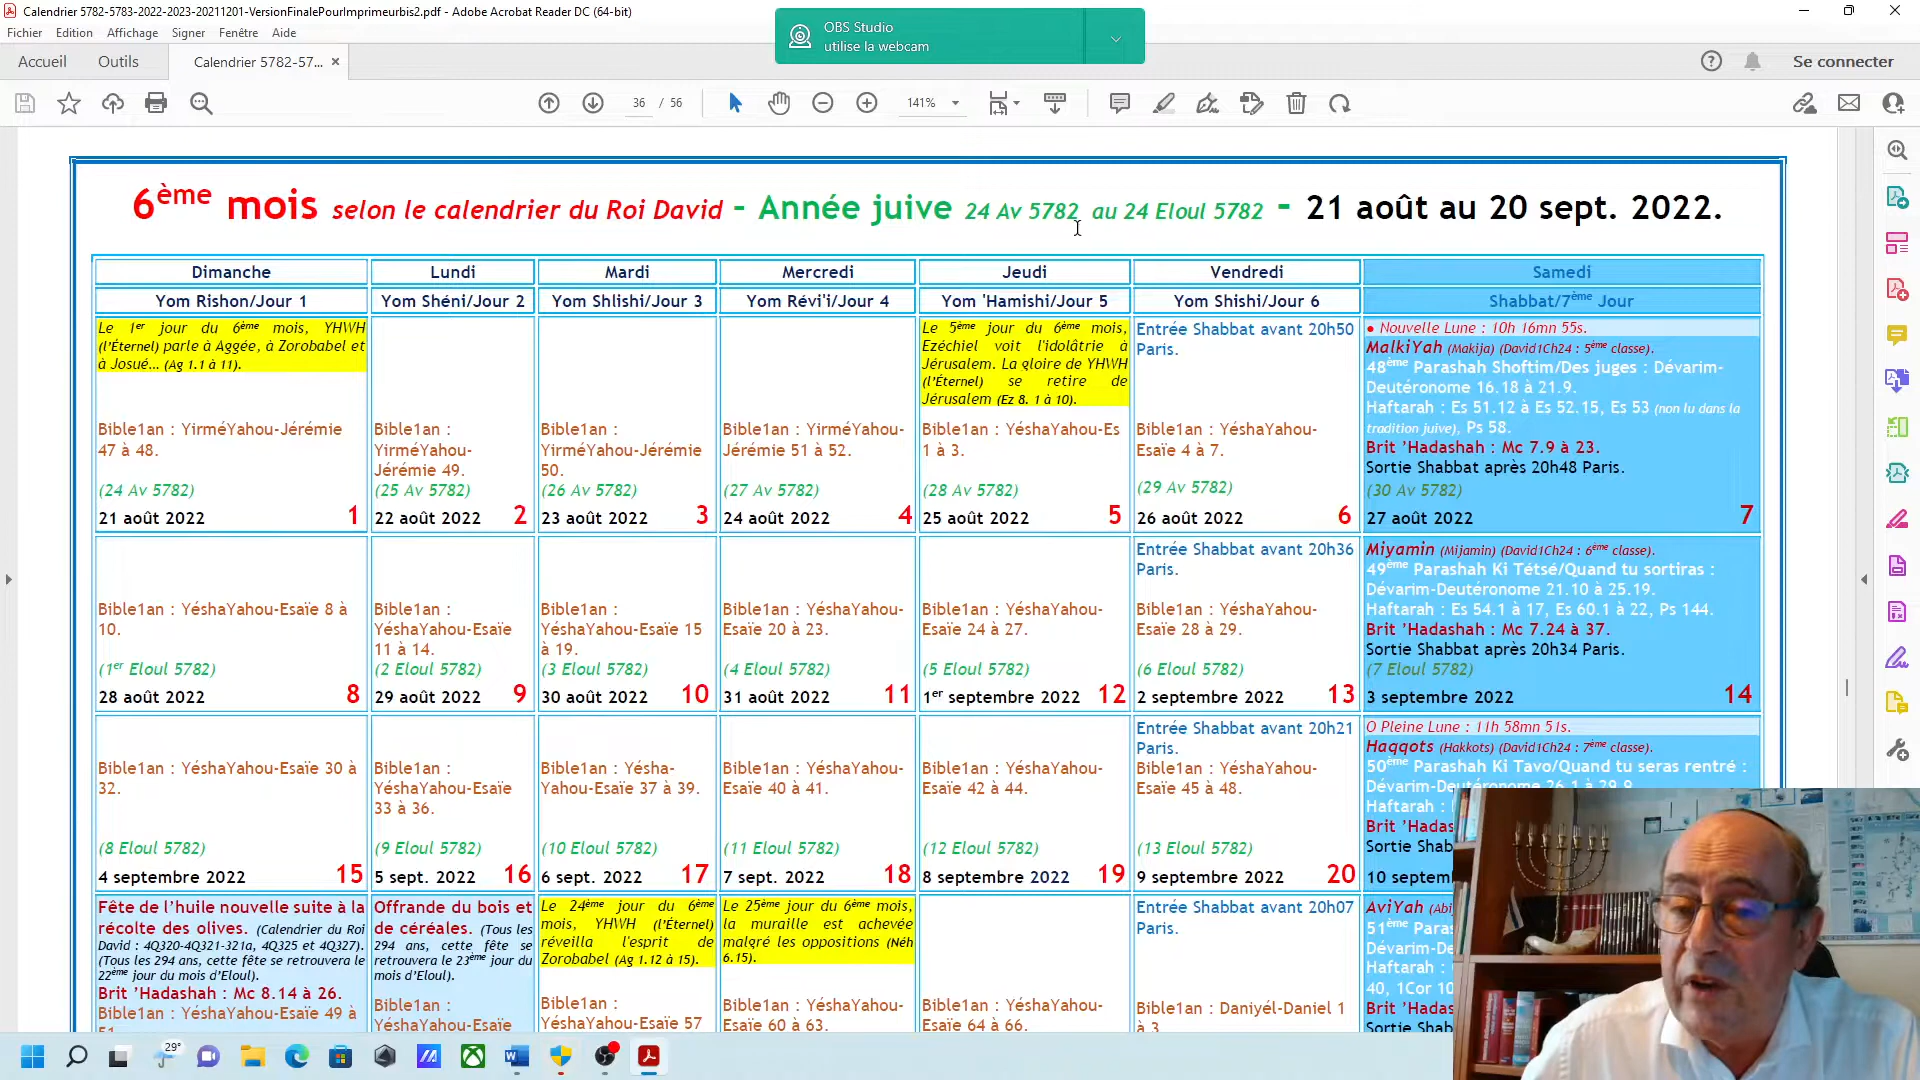 Calendrier 5782-5783-2022-2023-20211201-VersionFinalePourImprimeurbis2.pdf - Adobe Acrobat Reader DC (64-bit)
Fichier Edition Affichage Signer Fenêtre Aide
OBS Studio
utilise la webcam
Accueil Outils Calendrier 5782-57... × Se connecter
36 / 56 141%
6ème mois selon le calendrier du Roi David - Année juive 24 Av 5782 au 24 Eloul 5782 - 21 août au 20 sept. 2022.
Dimanche Lundi Mardi Mercredi Jeudi Vendredi Samedi
Yom Rishon/Jour 1 Yom Shéni/Jour 2 Yom Shlishi/Jour 3 Yom Révi'i/Jour 4 Yom 'Hamishi/Jour 5 Yom Shishi/Jour 6 Shabbat/7ème Jour
Le 1er jour du 6ème mois, YHWH
(l'Éternel) parle à Aggée, à Zorobabel et
à Josué... (Ag 1.1 à 11).
Bible1an : YirméYahou-Jérémie
47 à 48.
(24 Av 5782)
21 août 2022 1
Bible1an :
YirméYahou-
Jérémie 49.
(25 Av 5782)
22 août 2022 2
Bible1an :
YirméYahou-Jérémie
50.
(26 Av 5782)
23 août 2022 3
Bible1an : YirméYahou-
Jérémie 51 à 52.
(27 Av 5782)
24 août 2022 4
Le 5ème jour du 6ème mois,
Ezéchiel voit l'idolâtrie à
Jérusalem. La gloire de YHWH
(l'Éternel) se retire de
Jérusalem (Ez 8. 1 à 10).
Bible1an : YéshaYahou-Es
1 à 3.
(28 Av 5782)
25 août 2022 5
Entrée Shabbat avant 20h50
Paris.
Bible1an : YéshaYahou-
Esaïe 4 à 7.
(29 Av 5782)
26 août 2022 6
● Nouvelle Lune : 10h 16mn 55s.
MalkiYah (Makija) (David1Ch24 : 5ème classe).
48ème Parashah Shoftim/Des juges : Dévarim-
Deutéronome 16.18 à 21.9.
Haftarah : Es 51.12 à Es 52.15, Es 53 (non lu dans la
tradition juive), Ps 58.
Brit 'Hadashah : Mc 7.9 à 23.
Sortie Shabbat après 20h48 Paris.
(30 Av 5782)
27 août 2022 7
Bible1an : YéshaYahou-Esaïe 8 à
10.
(1er Eloul 5782)
28 août 2022 8
Bible1an :
YéshaYahou-Esaïe
11 à 14.
(2 Eloul 5782)
29 août 2022 9
Bible1an :
YéshaYahou-Esaïe 15
à 19.
(3 Eloul 5782)
30 août 2022 10
Bible1an : YéshaYahou-
Esaïe 20 à 23.
(4 Eloul 5782)
31 août 2022 11
Bible1an : YéshaYahou-
Esaïe 24 à 27.
(5 Eloul 5782)
1er septembre 2022 12
Entrée Shabbat avant 20h36
Paris.
Bible1an : YéshaYahou-
Esaïe 28 à 29.
(6 Eloul 5782)
2 septembre 2022 13
Miyamin (Mijamin) (David1Ch24 : 6ème classe).
49ème Parashah Ki Tétsé/Quand tu sortiras :
Dévarim-Deutéronome 21.10 à 25.19.
Haftarah : Es 54.1 à 17, Es 60.1 à 22, Ps 144.
Brit 'Hadashah : Mc 7.24 à 37.
Sortie Shabbat après 20h34 Paris.
(7 Eloul 5782)
3 septembre 2022 14
Bible1an : YéshaYahou-Esaïe 30 à
32.
(8 Eloul 5782)
4 septembre 2022 15
Bible1an :
YéshaYahou-Esaïe
33 à 36.
(9 Eloul 5782)
5 sept. 2022 16
Bible1an : Yésha-
Yahou-Esaïe 37 à 39.
(10 Eloul 5782)
6 sept. 2022 17
Bible1an : YéshaYahou-
Esaïe 40 à 41.
(11 Eloul 5782)
7 sept. 2022 18
Bible1an : YéshaYahou-
Esaïe 42 à 44.
(12 Eloul 5782)
8 septembre 2022 19
Entrée Shabbat avant 20h21
Paris.
Bible1an : YéshaYahou-
Esaïe 45 à 48.
(13 Eloul 5782)
9 septembre 2022 20
O Pleine Lune : 11h 58mn 51s.
Haqqots (Hakkots) (David1Ch24 : 7ème classe).
50ème Parashah Ki Tavo/Quand tu seras rentré :
Dévarim-Deutéronome 26.1 à 29.9
Haftarah :
Brit 'Hada
Sortie Shab
10 septem
Fête de l'huile nouvelle suite à la
récolte des olives. (Calendrier du Roi
David : 4Q320-4Q321-321a, 4Q325 et 4Q327).
(Tous les 294 ans, cette fête se retrouvera le
22ème jour du mois d'Eloul).
Brit 'Hadashah : Mc 8.14 à 26.
Bible1an : YéshaYahou-Esaïe 49 à
Offrande du bois et
de céréales. (Tous les
294 ans, cette fête se
retrouvera le 23ème jour du
mois d'Eloul).
Bible1an :
YéshaYahou-Esaïe
Le 24ème jour du 6ème
mois, YHWH (l'Éternel)
réveilla l'esprit de
Zorobabel (Ag 1.12 à 15).
Bible1an :
YéshaYahou-Esaïe 57
Le 25ème jour du 6ème mois,
la muraille est achevée
malgré les oppositions (Néh
6.15).
Bible1an : YéshaYahou-
Esaïe 60 à 63.
Bible1an : YéshaYahou-
Esaïe 64 à 66.
Entrée Shabbat avant 20h07
Paris.
Bible1an : Daniyél-Daniel 1
à 3.
AviYah (Abi
51ème Paras
Dévarim-De
Haftarah :
40, 1Cor 10
Brit 'Hada
Sortie Shab
29°